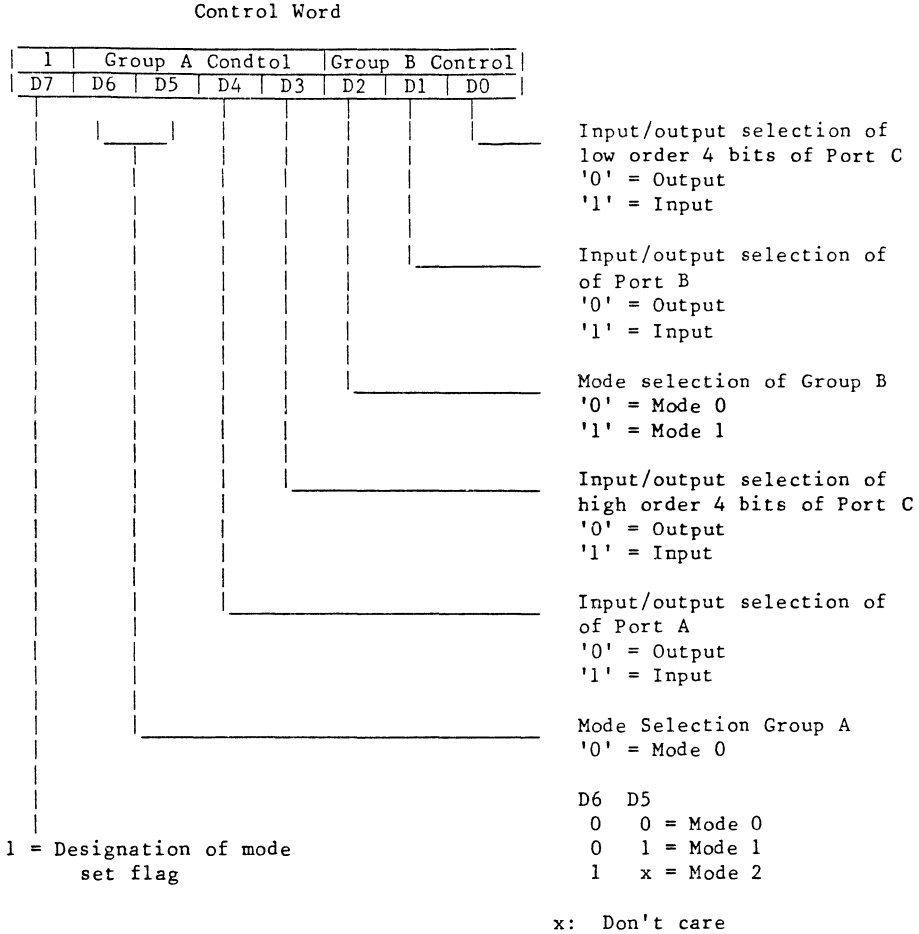 Control Word
1 Group A Condtol Group B Control
D7 D6 D5 D4 D3 D2 D1 D0
Input/output selection of
low order 4 bits of Port C
'0' = Output
'1' = Input
Input/output selection of
of Port B
'0' = Output
'1' = Input
Mode selection of Group B
'0' = Mode 0
'1' = Mode 1
Input/output selection of
high order 4 bits of Port C
'0' = Output
'1' = Input
Input/output selection of
of Port A
'0' = Output
'1' = Input
Mode Selection Group A
'0' = Mode 0
D6 D5
0 0 = Mode 0
0 1 = Mode 1
1 x = Mode 2
1 = Designation of mode
set flag
x: Don't care